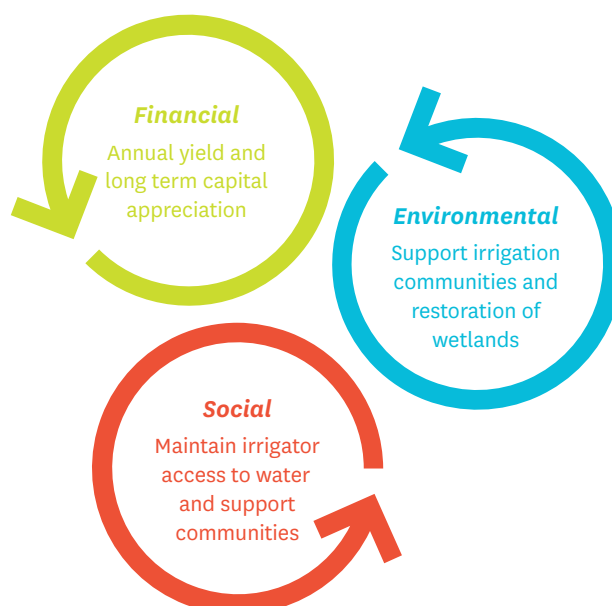 Financial
Annual yield and
long term capital
appreciation
Environmental
Support irrigation
communities and
restoration of
wetlands
Social
Maintain irrigator
access to water
and support
communities